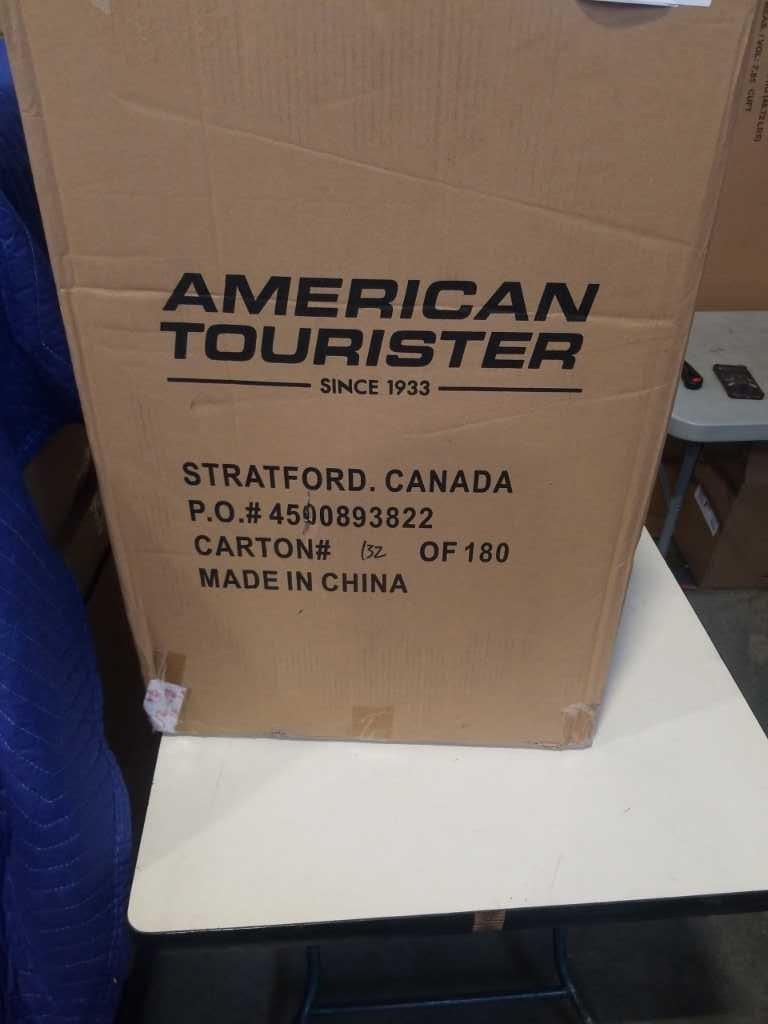 AMERICAN
TOURISTER
SINCE 1933
STRATFORD. CANADA
P.O.# 4500893822
CARTON# 132 OF 180
MADE IN CHINA